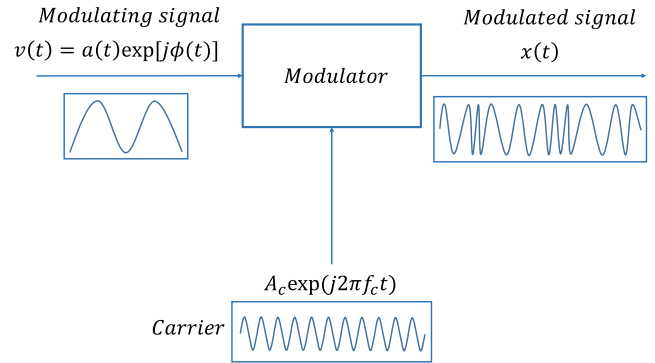 Modulating signal
v(t) = a(t)exp[jϕ(t)]
Modulator
Modulated signal
x(t)
A_c exp(j2πf_c t)
Carrier